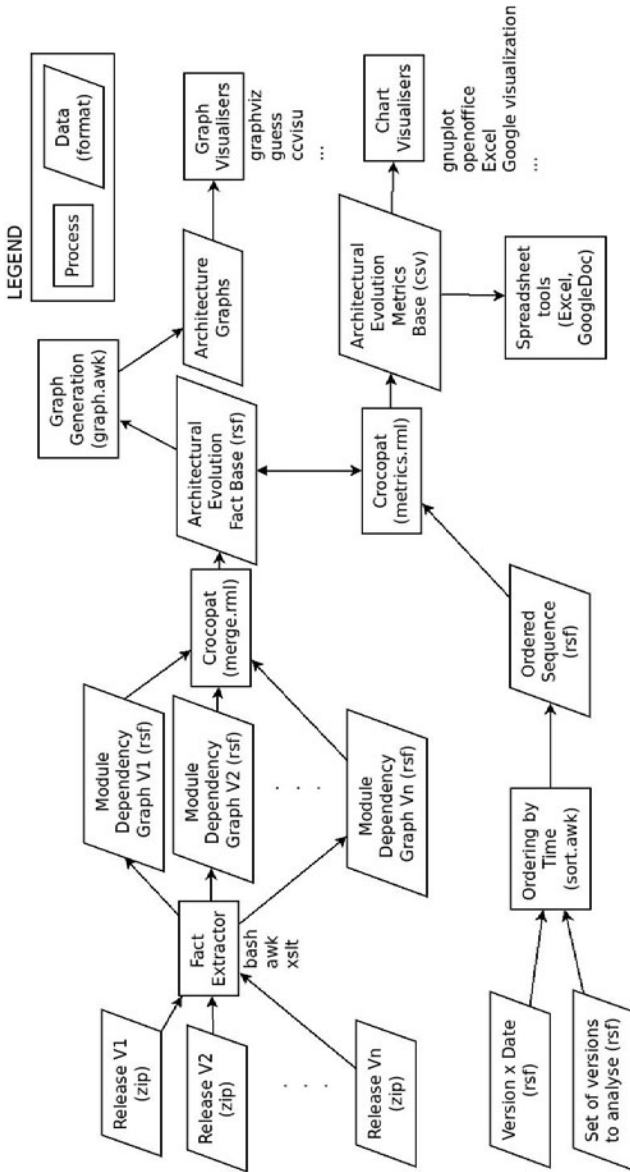 LEGEND
Process
Data
(format)
Release V1
(zip)
Release V2
(zip)
. . .
Release Vn
(zip)
Fact
Extractor
bash
awk
xslt
Module
Dependency
Graph V1 (rsf)
Module
Dependency
Graph V2 (rsf)
. . .
Module
Dependency
Graph Vn (rsf)
Crocopat
(merge.rml)
Architectural
Evolution
Fact Base (rsf)
Graph
Generation
(graph.awk)
Architecture
Graphs
Graph
Visualisers
graphviz
guess
ccvisu
...
Version x Date
(rsf)
Set of versions
to analyse (rsf)
Ordering by
Time
(sort.awk)
Ordered
Sequence
(rsf)
Crocopat
(metrics.rml)
Architectural
Evolution
Metrics
Base (csv)
Chart
Visualisers
gnuplot
openoffice
Excel
Google visualization
...
Spreadsheet
tools
(Excel,
GoogleDoc)